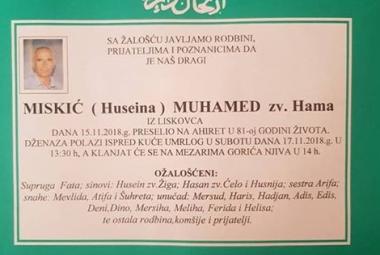 SA ŽALOŠĆU JAVLJAMO RODBINI,
PRIJATELJIMA I POZNANICIMA DA
JE NAŠ DRAGI
MISKIĆ ( Huseina ) MUHAMED zv. Hama
IZ LISKOVCA
DANA 15.11.2018.g. PRESELIO NA AHIRET U 81-oj GODINI ŽIVOTA.
DŽENAZA POLAZI ISPRED KUĆE UMRLOG U SUBOTU DANA 17.11.2018.g. U
13:30 h, A KLANJAT ĆE SE NA MEZARIMA GORIĆA NJIVA U 14 h.
OŽALOŠĆENI:
Supruga Fata; sinovi: Husein zv.Žiga; Hasan zv.Ćelo i Husnija; sestra Arifa;
snahe: Mevlida, Atifa i Šuhreta; unučad: Mersud, Haris, Hadjan, Adis, Edis,
Deni,Dino, Mersiha, Meliha, Ferida i Helisa;
te ostala rodbina,komšije i prijatelji.